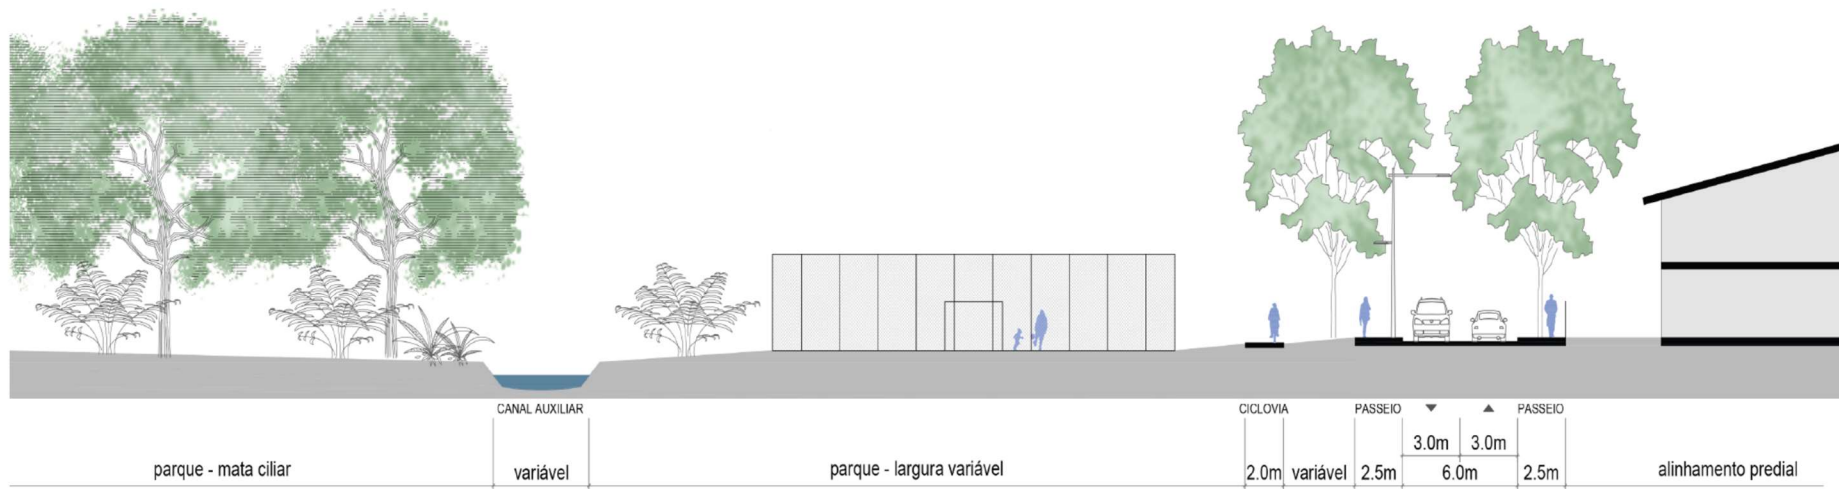 CANAL AUXILIAR
CICLOVIA
PASSEIO
PASSEIO
3.0m
3.0m
parque - mata ciliar
variável
parque - largura variável
2.0m
variável
2.5m
6.0m
2.5m
alinhamento predial